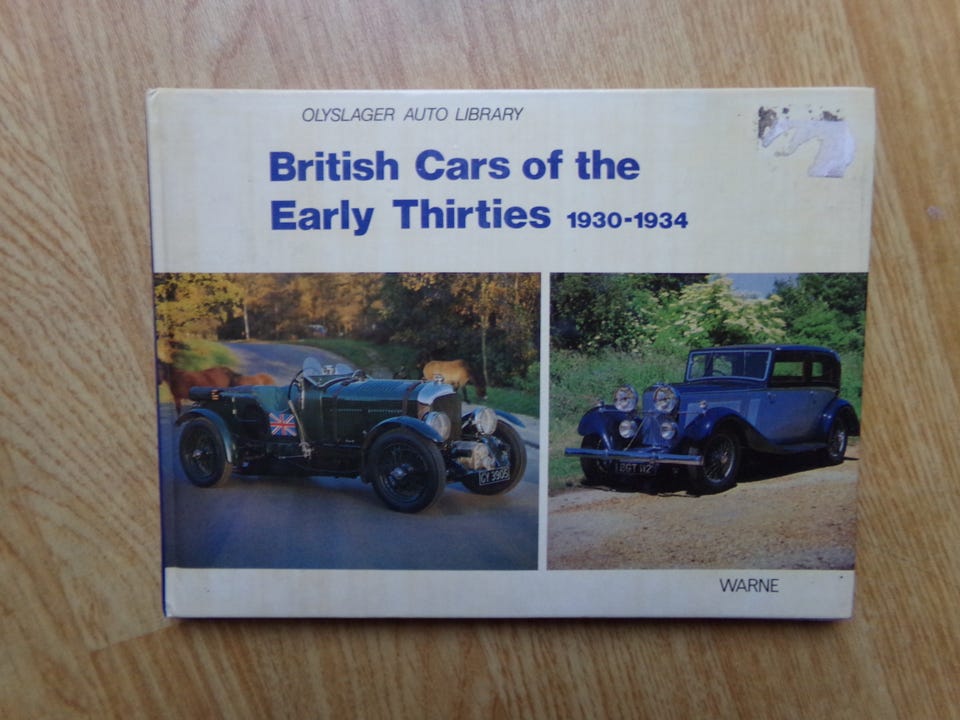 OLYSLAGER AUTO LIBRARY
British Cars of the
Early Thirties 1930-1934
GY 3905
WARNE